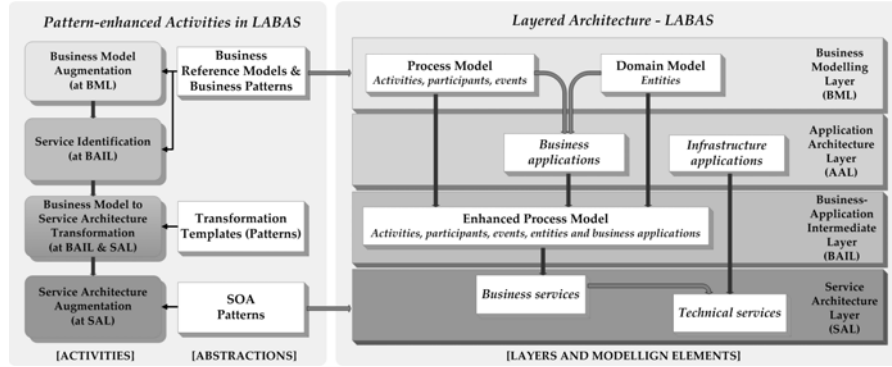 Pattern-enhanced Activities in LABAS
Business Model
Augmentation
(at BML)
Business
Reference Models &
Business Patterns
Service Identification
(at BAIL)
Business Model to
Service Architecture
Transformation
(at BAIL & SAL)
Transformation
Templates (Patterns)
Service Architecture
Augmentation
(at SAL)
SOA
Patterns
[ACTIVITIES]
[ABSTRACTIONS]
Layered Architecture - LABAS
Process Model
Activities, participants, events
Domain Model
Entities
Business
Modelling
Layer
(BML)
Business
applications
Infrastructure
applications
Application
Architecture
Layer
(AAL)
Enhanced Process Model
Activities, participants, events, entities and business applications
Business-
Application
Intermediate
Layer
(BAIL)
Business services
Technical services
Service
Architecture
Layer
(SAL)
[LAYERS AND MODELLIGN ELEMENTS]